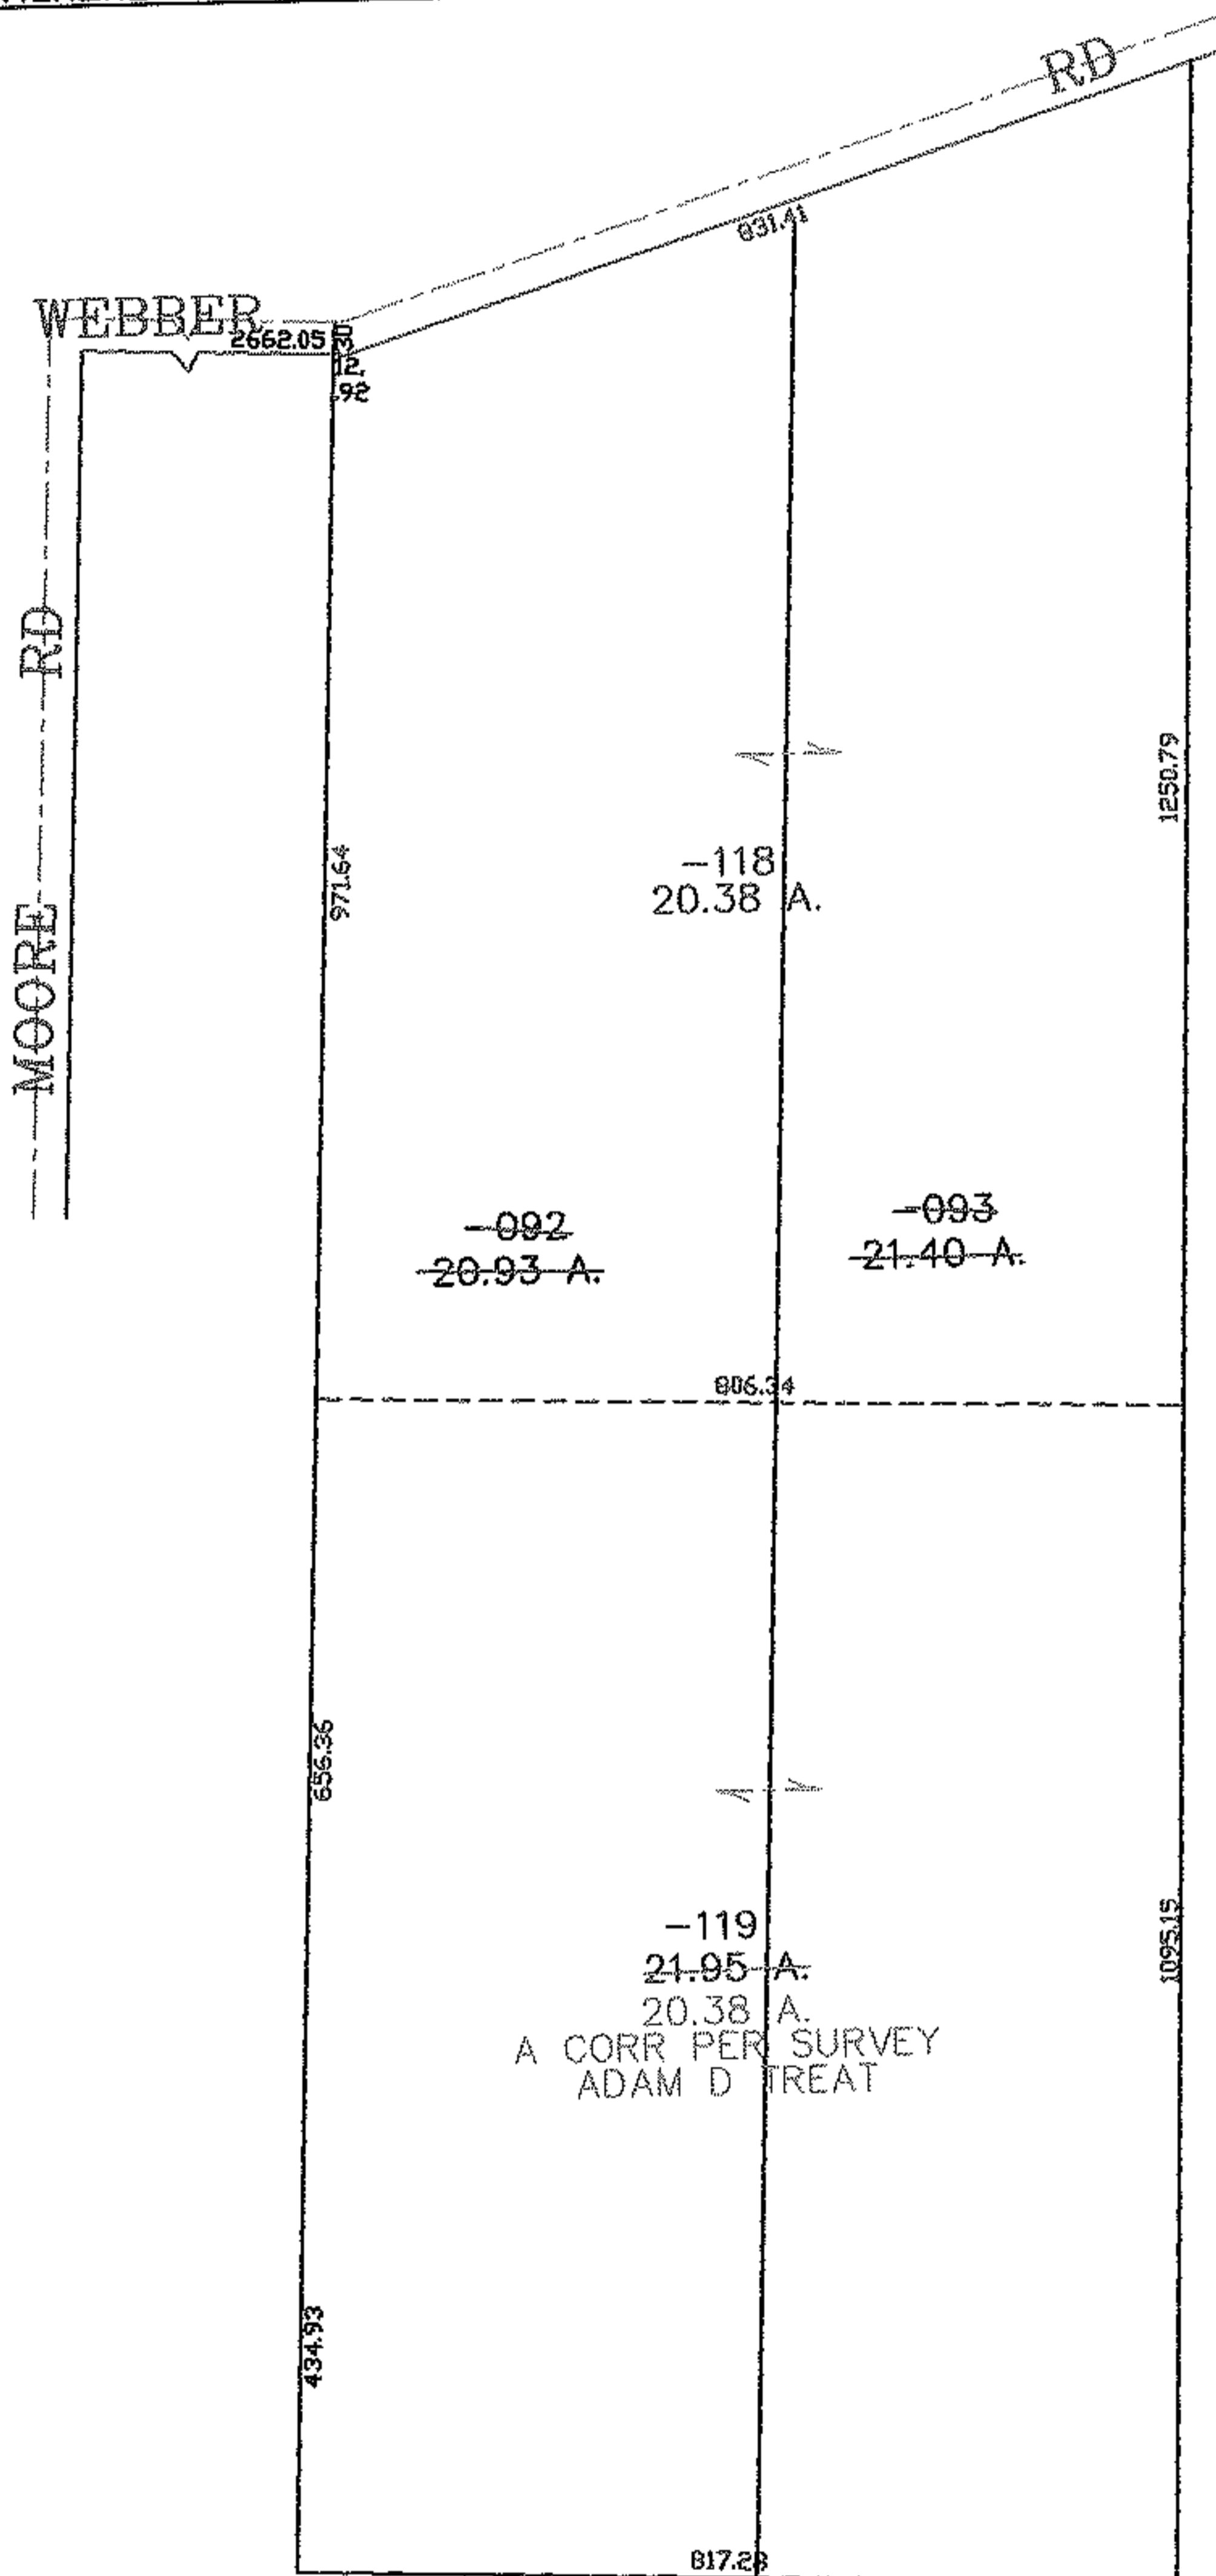 RD
831.41
WEBBER
2662.05
30
12.
92
RD
1250.79
-118
20.38 A.
971.64
MOORE
-093
21.40 A.
-092
20.93 A.
806.34
656.36
-119
21.95 A.
20.38 A.
A CORR PER SURVEY
ADAM D TREAT
1095.15
434.93